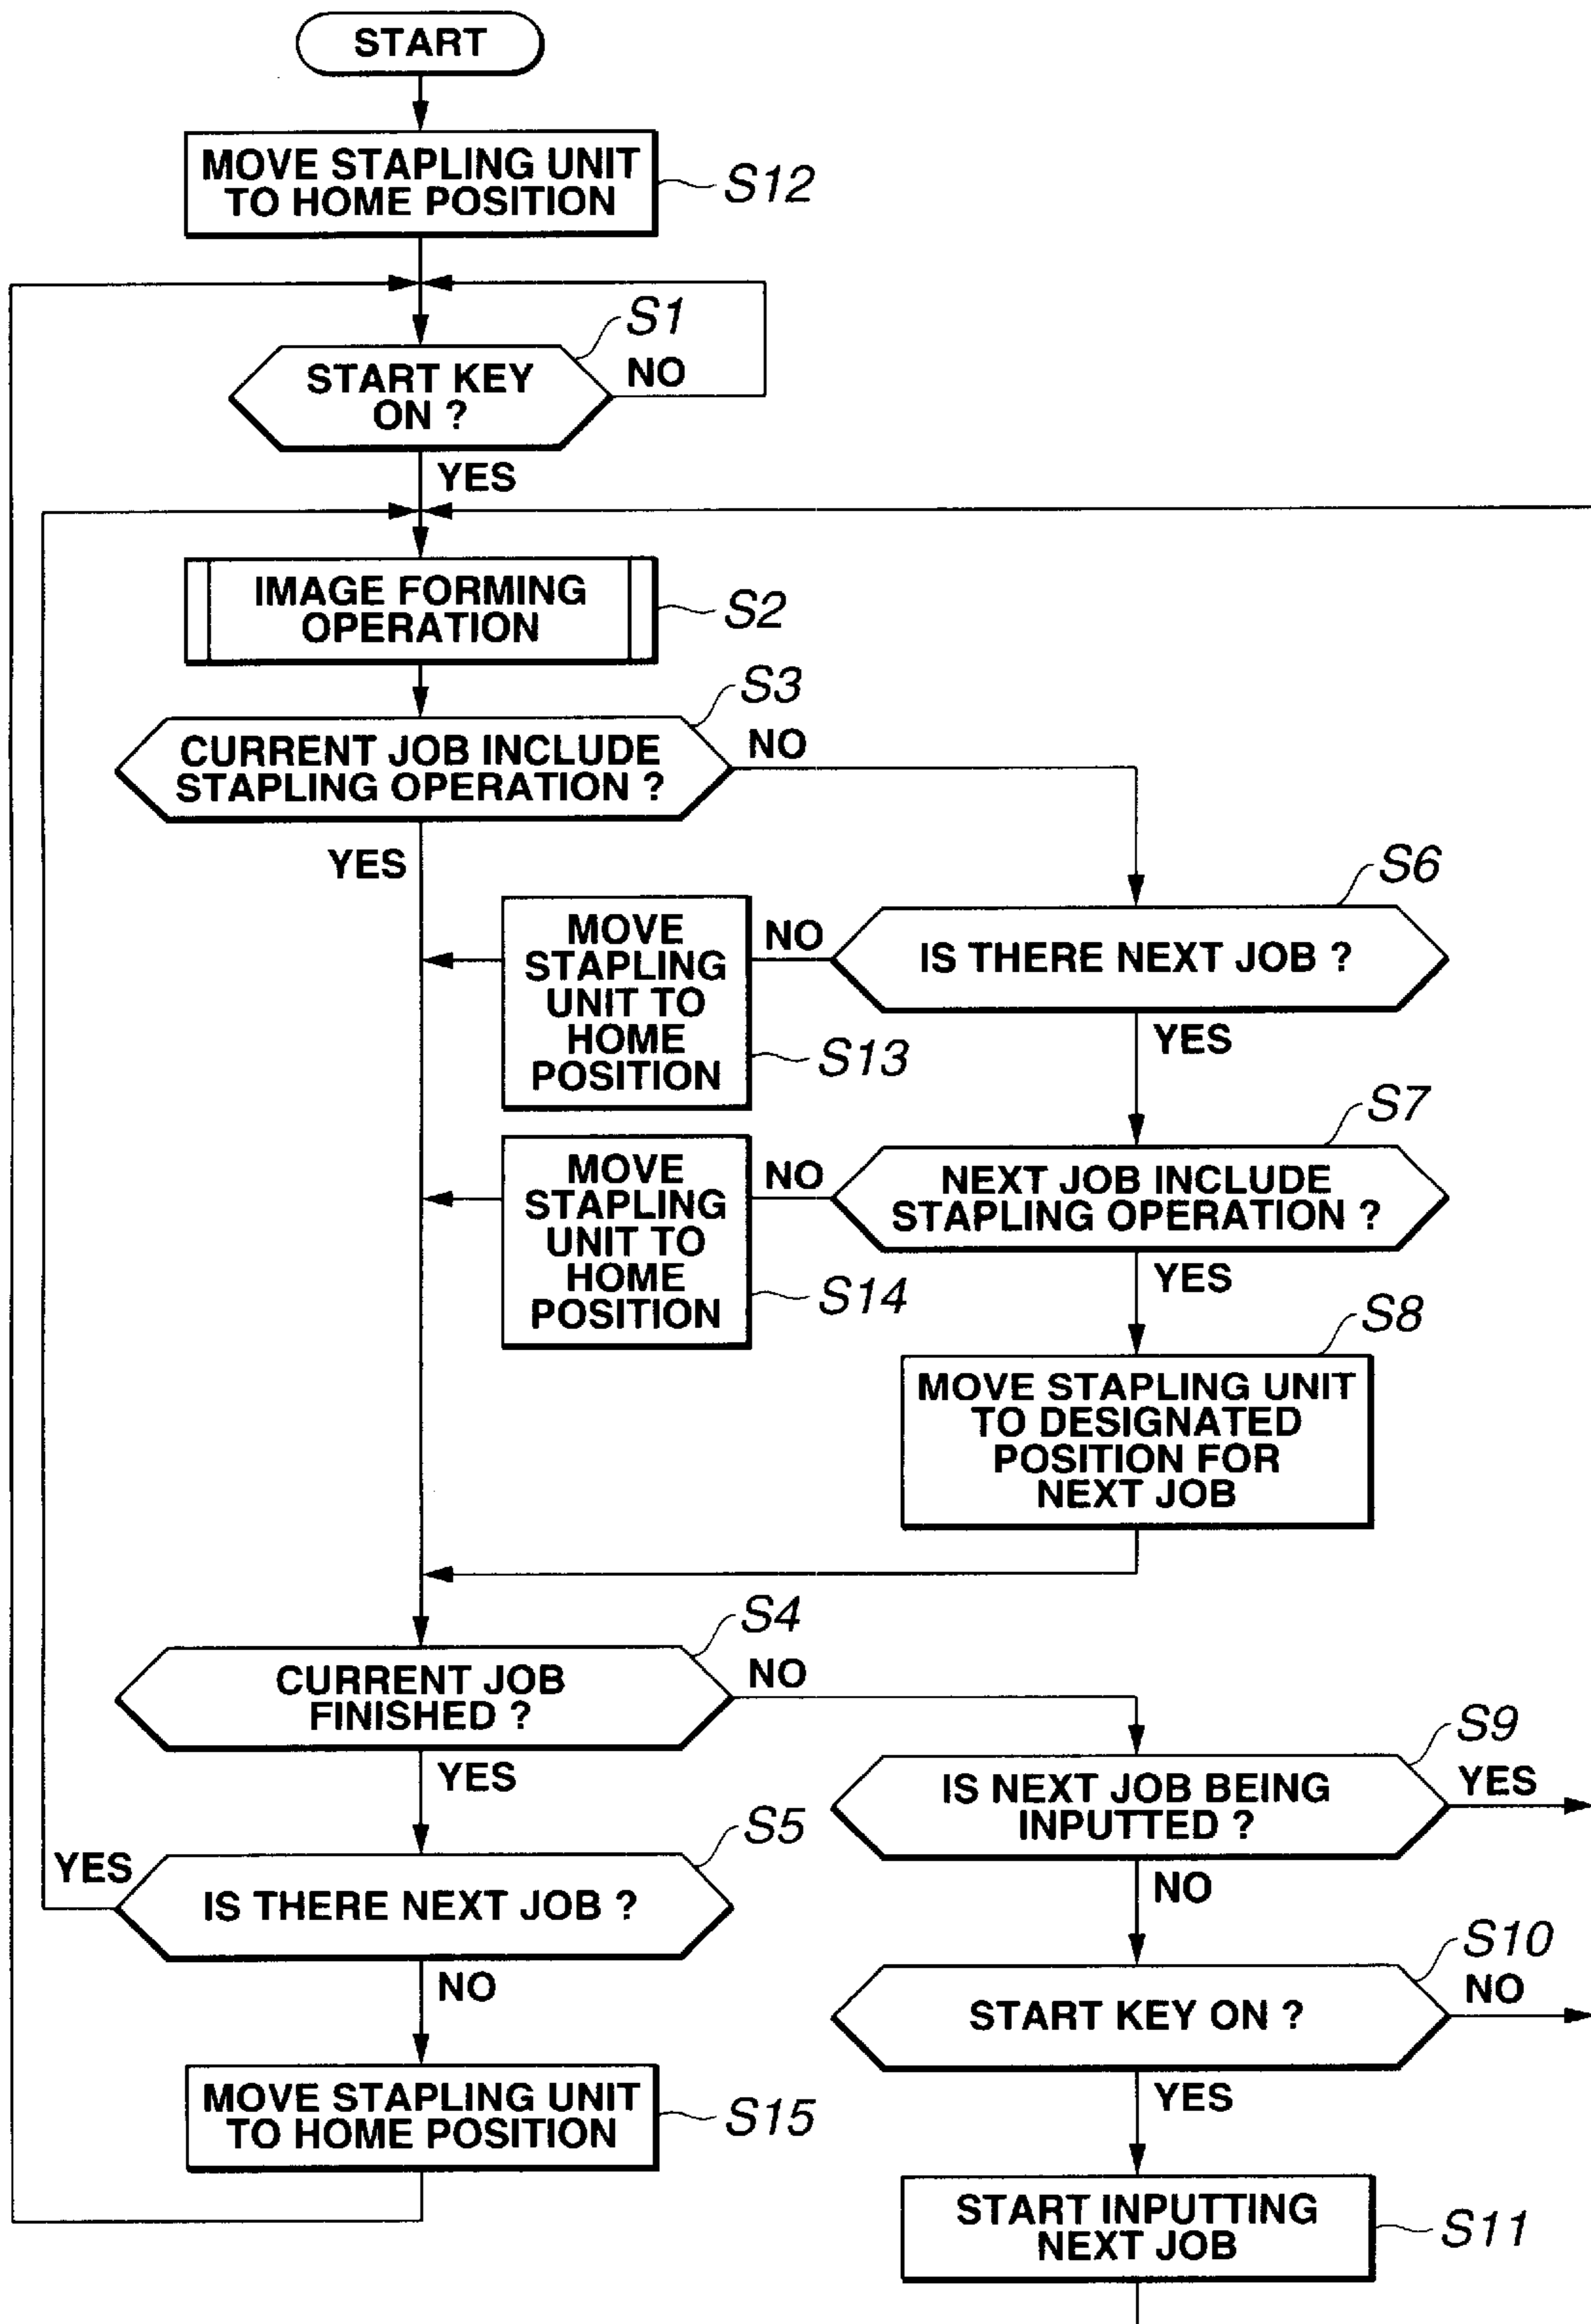 START
MOVE STAPLING UNIT
TO HOME POSITION
S12
S1
START KEY
ON ?
NO
YES
IMAGE FORMING
OPERATION
S2
S3
CURRENT JOB INCLUDE
STAPLING OPERATION ?
NO
YES
S6
IS THERE NEXT JOB ?
NO
MOVE
STAPLING
UNIT TO
HOME
POSITION
S13
YES
S7
NEXT JOB INCLUDE
STAPLING OPERATION ?
NO
MOVE
STAPLING
UNIT TO
HOME
POSITION
S14
YES
S8
MOVE STAPLING UNIT
TO DESIGNATED
POSITION FOR
NEXT JOB
S4
CURRENT JOB
FINISHED ?
NO
YES
S9
IS NEXT JOB BEING
INPUTTED ?
YES
NO
S5
YES
IS THERE NEXT JOB ?
NO
S10
START KEY ON ?
NO
YES
MOVE STAPLING UNIT
TO HOME POSITION
S15
START INPUTTING
NEXT JOB
S11